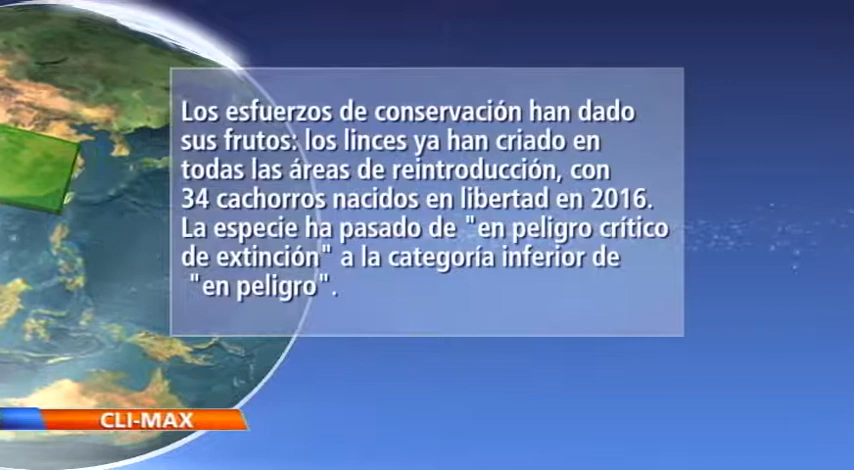 Los esfuerzos de conservación han dado
sus frutos: los linces ya han criado en
todas las áreas de reintroducción, con
34 cachorros nacidos en libertad en 2016.
La especie ha pasado de "en peligro crítico
de extinción" a la categoría inferior de
"en peligro".
CLI-MAX